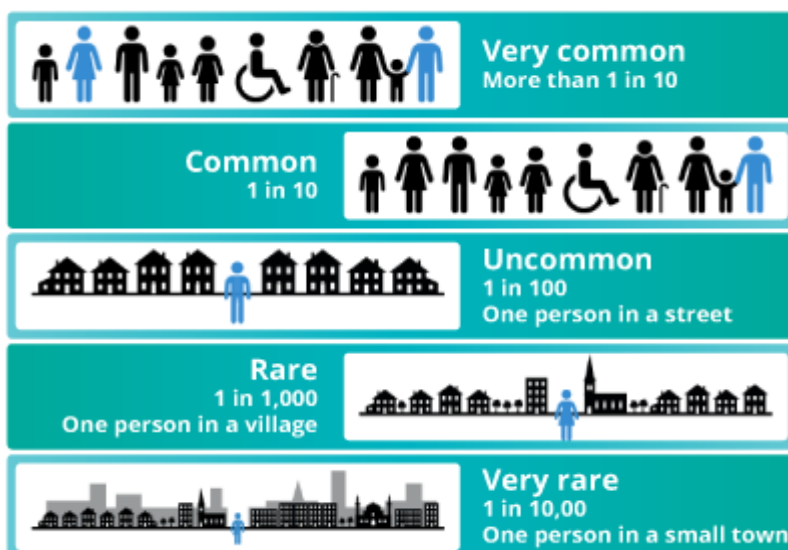 Very common
More than 1 in 10
Common
1 in 10
Uncommon
1 in 100
One person in a street
Rare
1 in 1,000
One person in a village
Very rare
1 in 10,00
One person in a small town